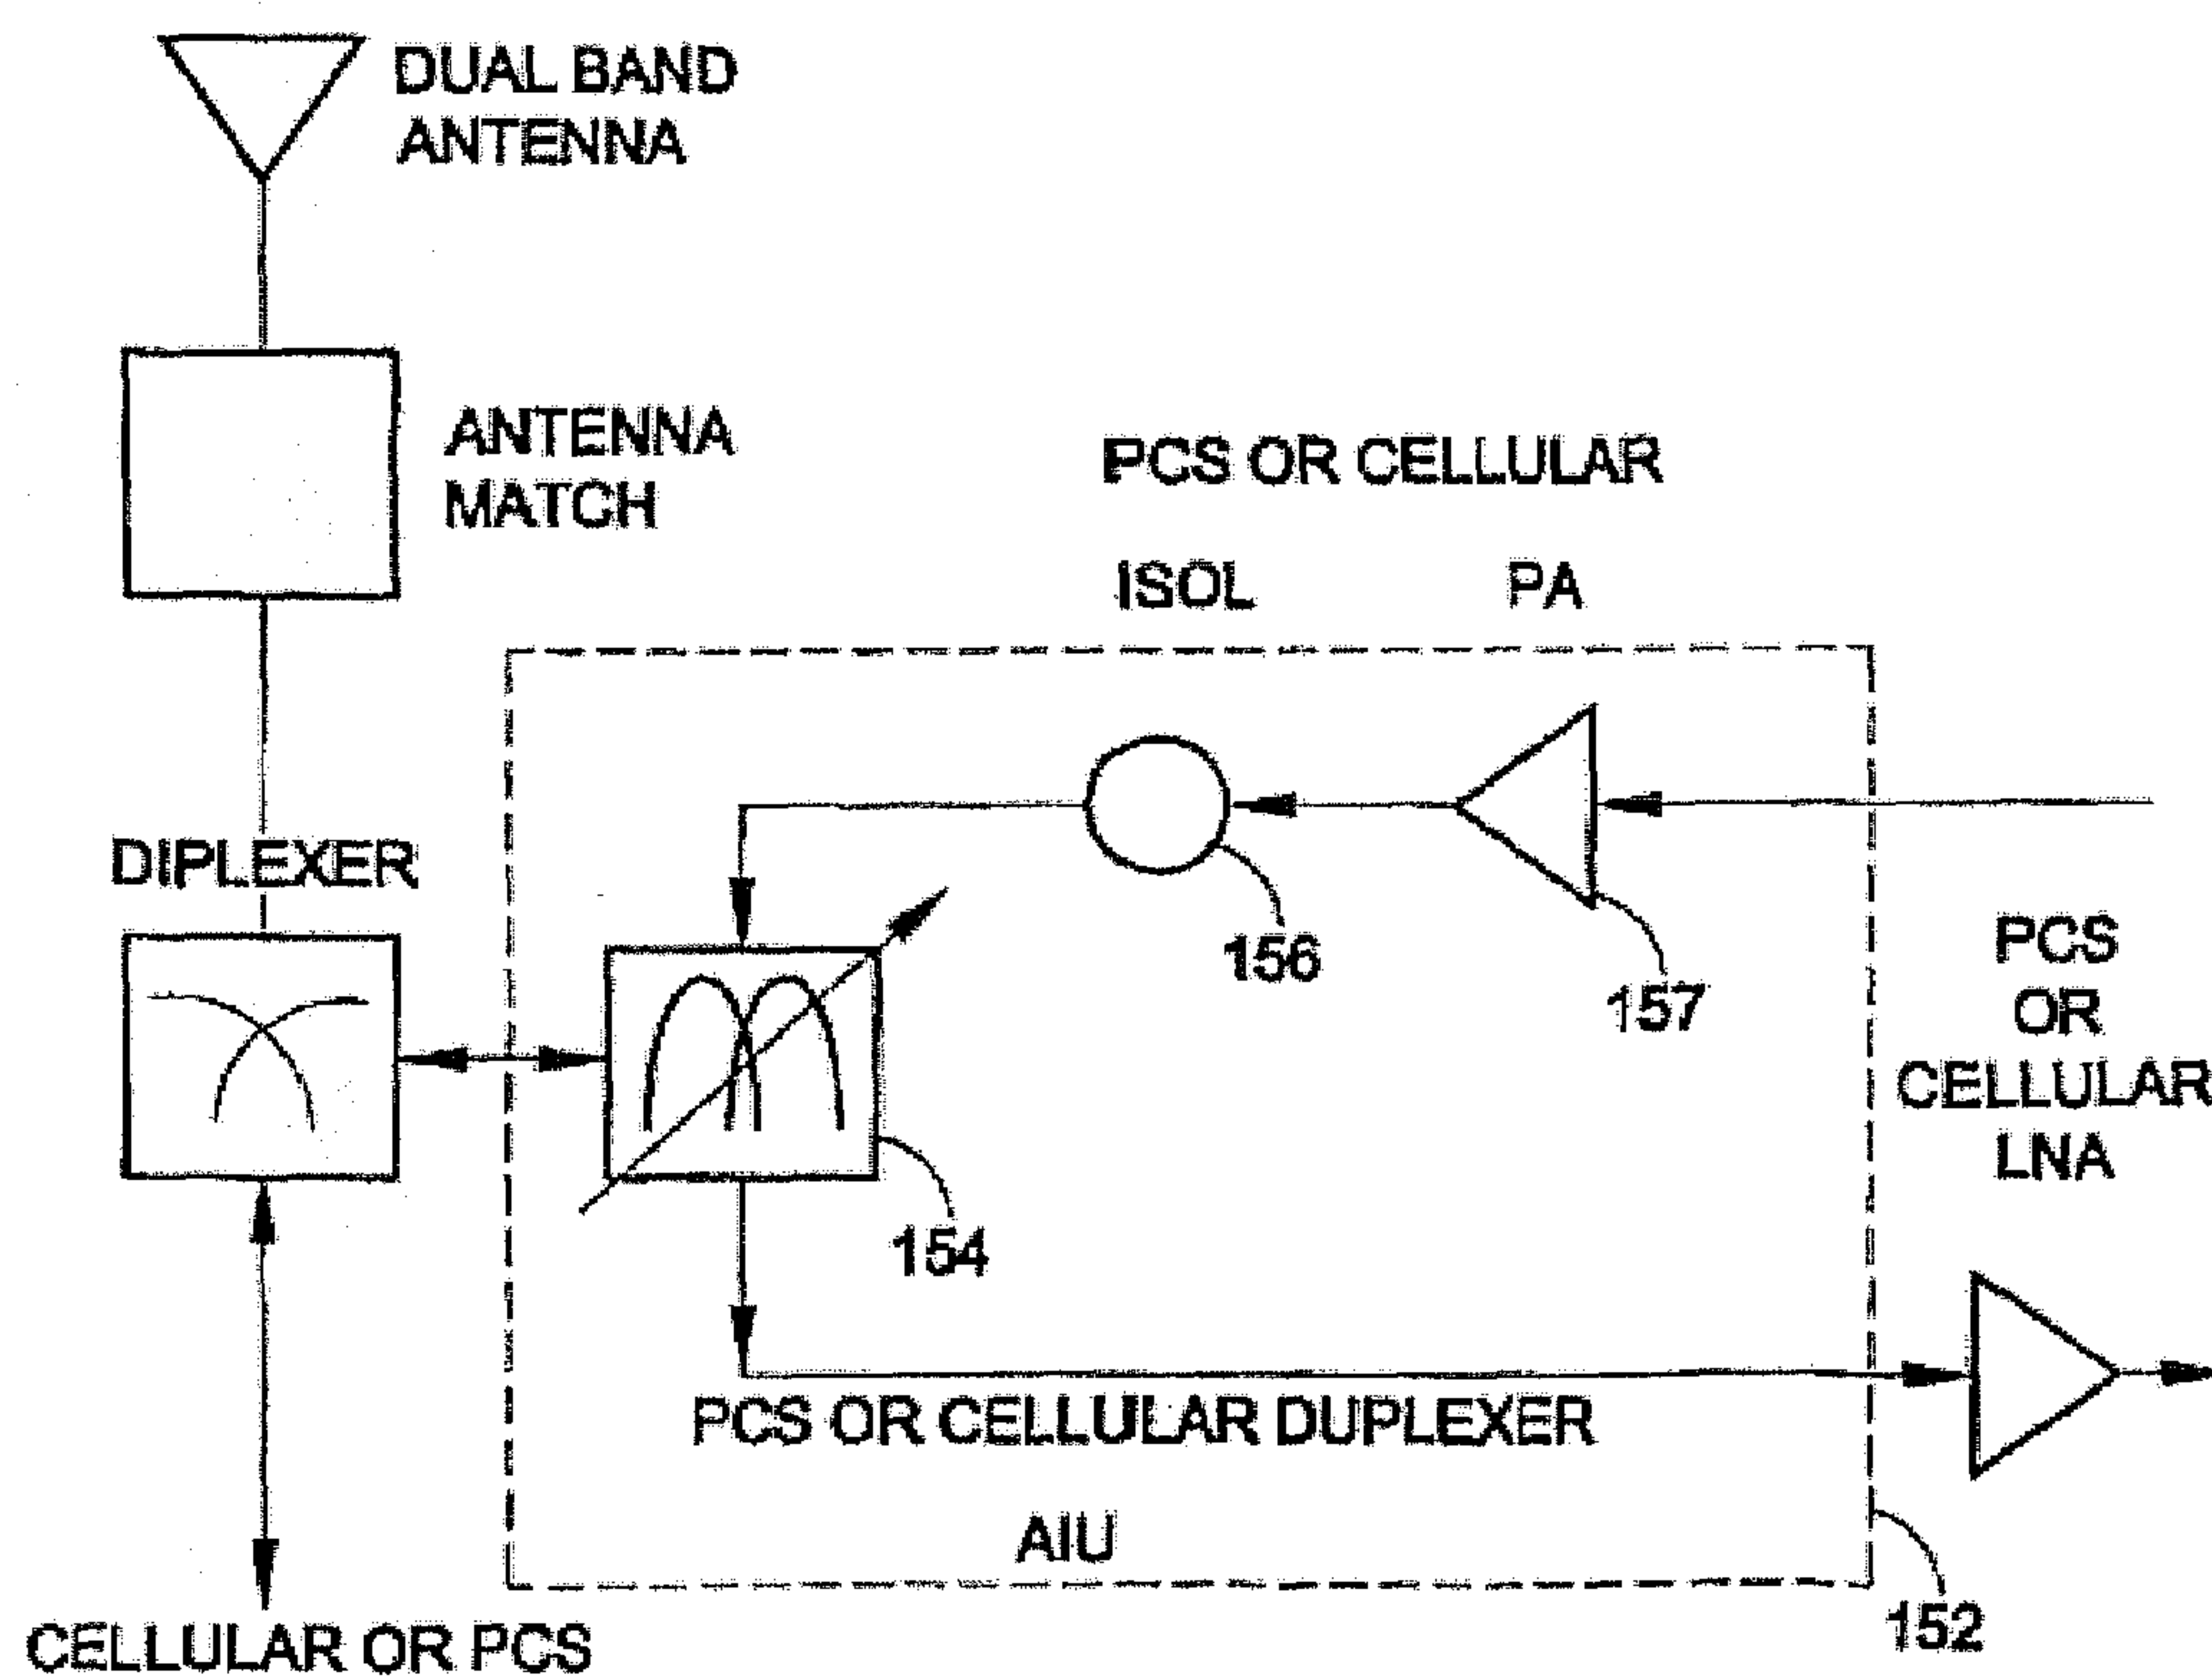 DUAL BAND
ANTENNA
ANTENNA
MATCH
PCS OR CELLULAR
ISOL PA
DIPLEXER
156
157
PCS
OR
CELLULAR
LNA
154
PCS OR CELLULAR DUPLEXER
AIU
152
CELLULAR OR PCS